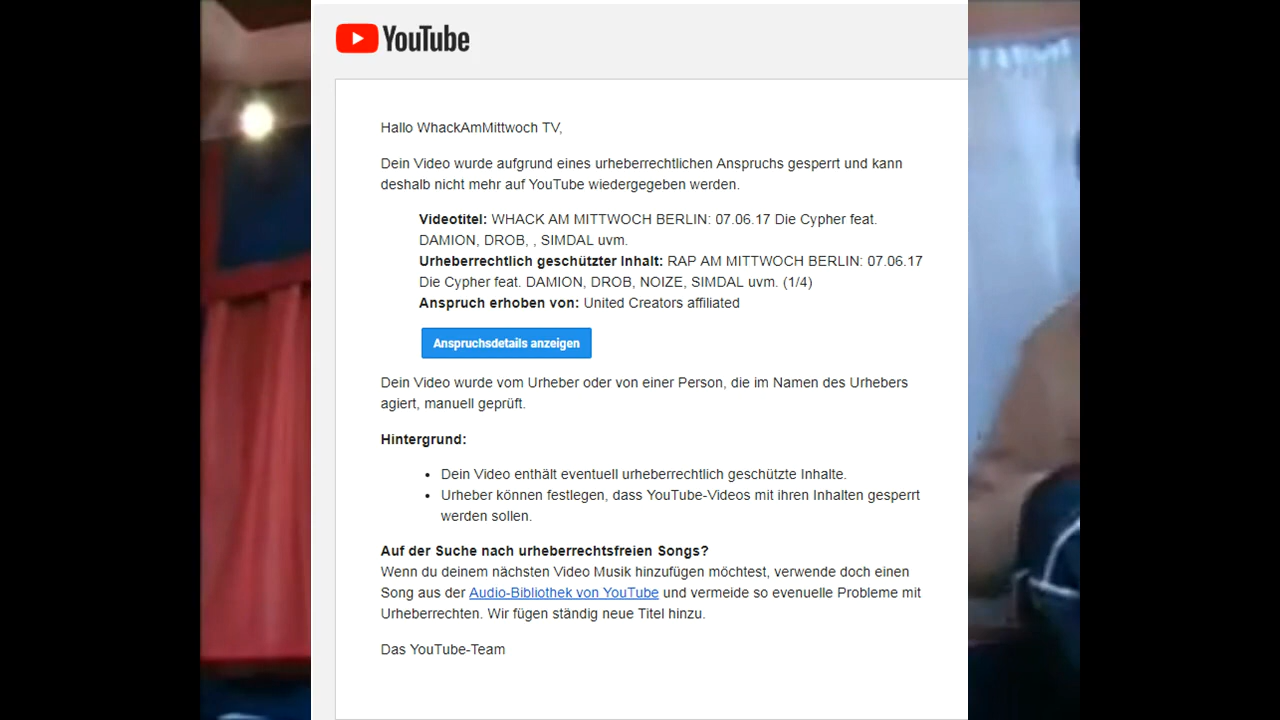 YouTube
Hallo WhackAmMittwoch TV,
Dein Video wurde aufgrund eines urheberrechtlichen Anspruchs gesperrt und kann
deshalb nicht mehr auf YouTube wiedergegeben werden.
Videotitel: WHACK AM MITTWOCH BERLIN: 07.06.17 Die Cypher feat.
DAMION, DROB, , SIMDAL uvm.
Urheberrechtlich geschützter Inhalt: RAP AM MITTWOCH BERLIN: 07.06.17
Die Cypher feat. DAMION, DROB, NOIZE, SIMDAL uvm. (1/4)
Anspruch erhoben von: United Creators affiliated
Anspruchsdetails anzeigen
Dein Video wurde vom Urheber oder von einer Person, die im Namen des Urhebers
agiert, manuell geprüft.
Hintergrund:
• Dein Video enthält eventuell urheberrechtlich geschützte Inhalte.
• Urheber können festlegen, dass YouTube-Videos mit ihren Inhalten gesperrt
werden sollen.
Auf der Suche nach urheberrechtsfreien Songs?
Wenn du deinem nächsten Video Musik hinzufügen möchtest, verwende doch einen
Song aus der Audio-Bibliothek von YouTube und vermeide so evenuelle Probleme mit
Urheberrechten. Wir fügen ständig neue Titel hinzu.
Das YouTube-Team